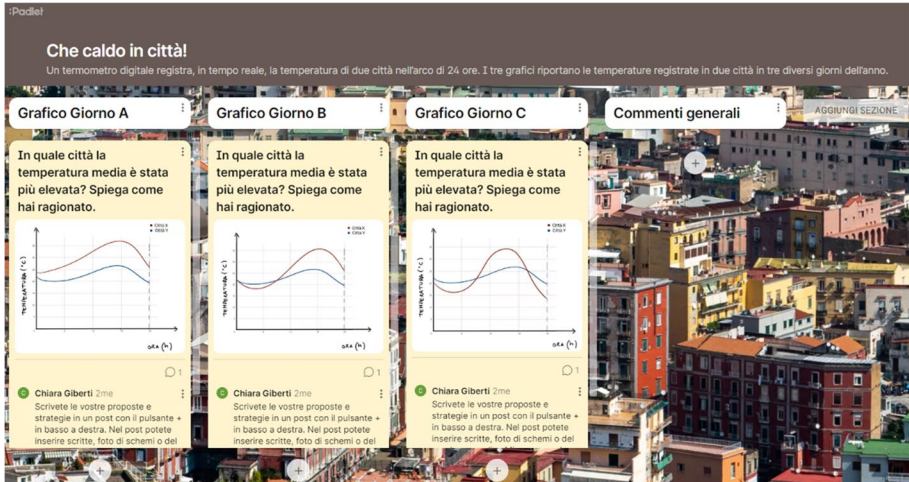 :Padlet
Che caldo in città!
Un termometro digitale registra, in tempo reale, la temperatura di due città nell'arco di 24 ore. I tre grafici riportano le temperature registrate in due città in tre diversi giorni dell'anno.
Grafico Giorno A
Grafico Giorno B
Grafico Giorno C
Commenti generali
AGGIUNGI SEZIONE
In quale città la
temperatura media è stata
più elevata? Spiega come
hai ragionato.
CITTÀ X
CITTÀ Y
TEMPERATURA (°C)
ORA (h)
1
Chiara Giberti 2me
Scrivete le vostre proposte e
strategie in un post con il pulsante +
in basso a destra. Nel post potete
inserire scritte, foto di schemi o del
In quale città la
temperatura media è stata
più elevata? Spiega come
hai ragionato.
CITTÀ X
CITTÀ Y
TEMPERATURA (°C)
ORA (h)
1
Chiara Giberti 2me
Scrivete le vostre proposte e
strategie in un post con il pulsante +
in basso a destra. Nel post potete
inserire scritte, foto di schemi o del
In quale città la
temperatura media è stata
più elevata? Spiega come
hai ragionato.
CITTÀ X
CITTÀ Y
TEMPERATURA (°C)
ORA (h)
1
Chiara Giberti 2me
Scrivete le vostre proposte e
strategie in un post con il pulsante +
in basso a destra. Nel post potete
inserire scritte, foto di schemi o del